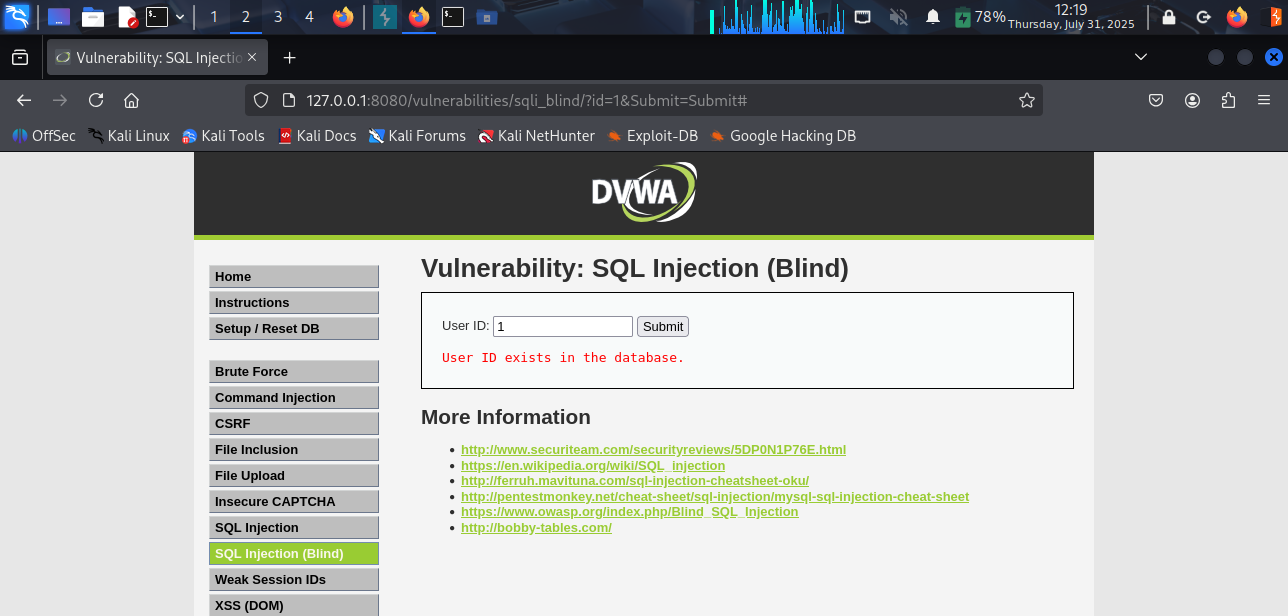 1 2 3 4 78% 12:19 Thursday, July 31, 2025
Vulnerability: SQL Injectio
127.0.0.1:8080/vulnerabilities/sqli_blind/?id=1&Submit=Submit#
OffSec Kali Linux Kali Tools Kali Docs Kali Forums Kali NetHunter Exploit-DB Google Hacking DB
DVWA
Home
Instructions
Setup / Reset DB
Brute Force
Command Injection
CSRF
File Inclusion
File Upload
Insecure CAPTCHA
SQL Injection
SQL Injection (Blind)
Weak Session IDs
XSS (DOM)
Vulnerability: SQL Injection (Blind)
User ID: 1 Submit
User ID exists in the database.
More Information
http://www.securiteam.com/securityreviews/5DP0N1P76E.html
https://en.wikipedia.org/wiki/SQL_injection
http://ferruh.mavituna.com/sql-injection-cheatsheet-oku/
http://pentestmonkey.net/cheat-sheet/sql-injection/mysql-sql-injection-cheat-sheet
https://www.owasp.org/index.php/Blind_SQL_Injection
http://bobby-tables.com/